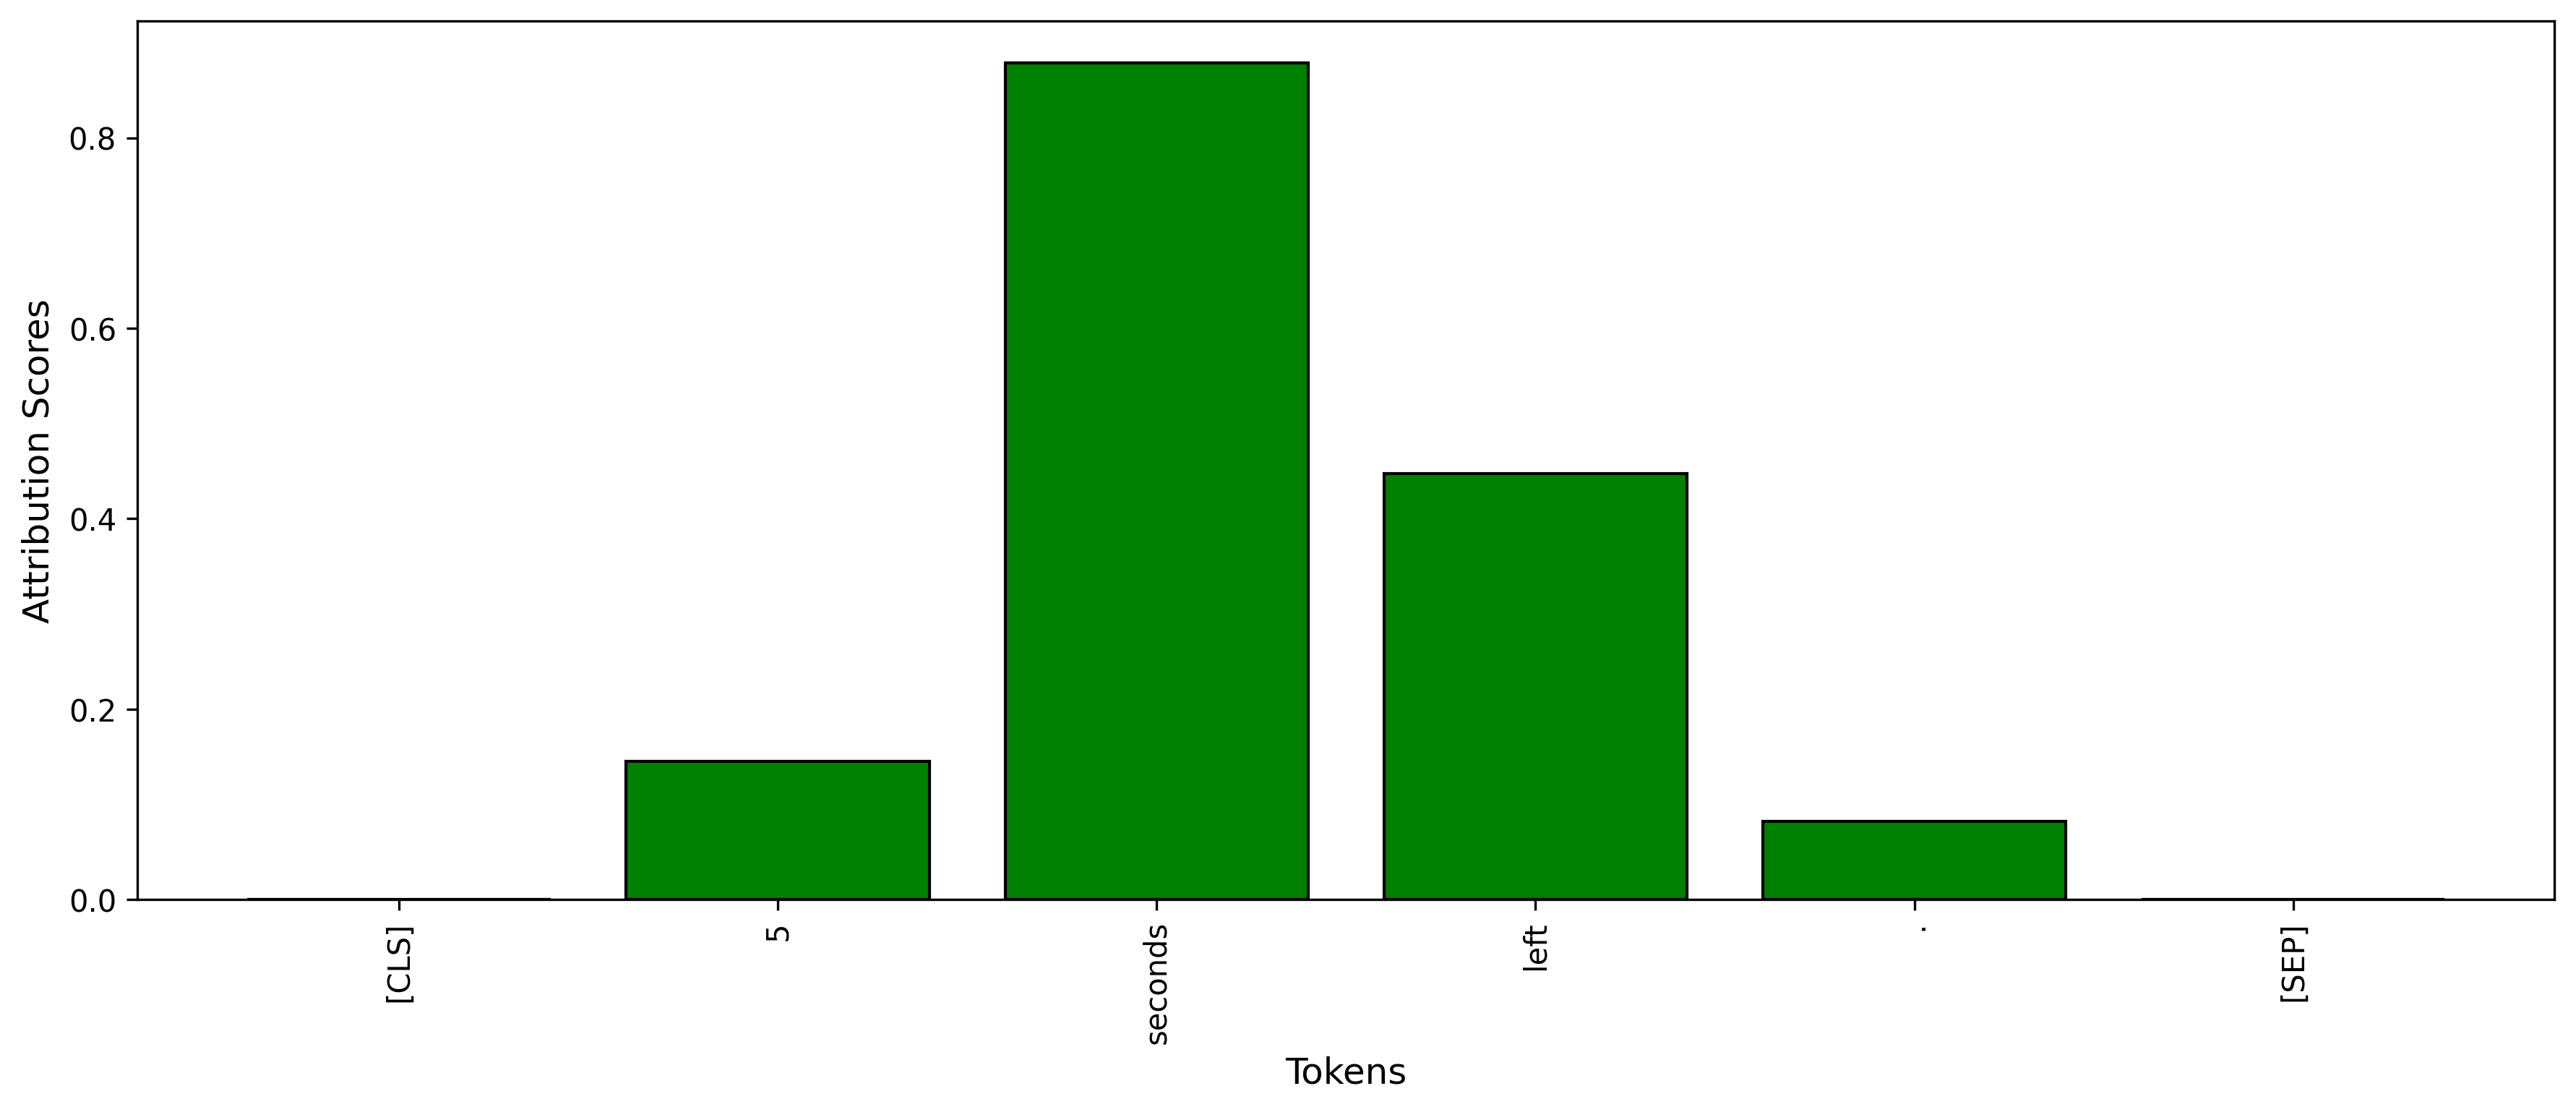 Attribution Scores
0.8
0.6
0.4
0.2
0.0
[CLS]
5
seconds
left
.
[SEP]
Tokens